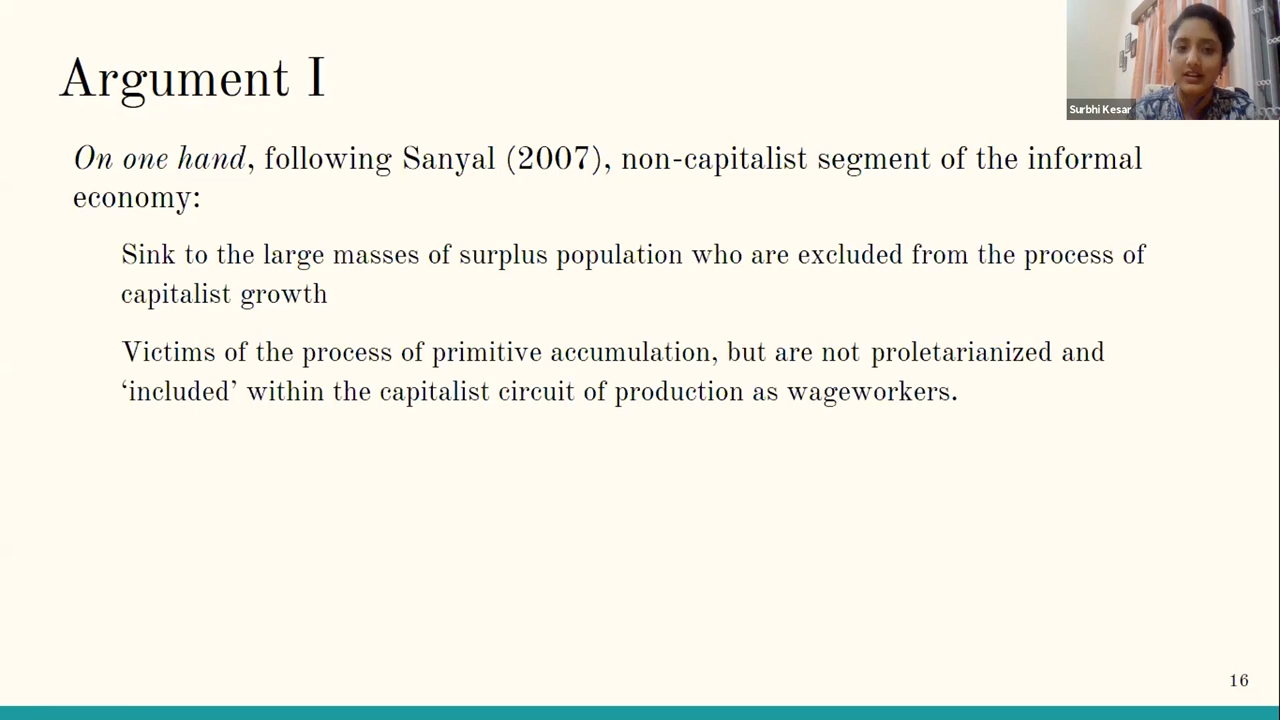 Argument I
Surbhi Kesar
On one hand, following Sanyal (2007), non-capitalist segment of the informal
economy:
Sink to the large masses of surplus population who are excluded from the process of
capitalist growth
Victims of the process of primitive accumulation, but are not proletarianized and
‘included’ within the capitalist circuit of production as wageworkers.
16